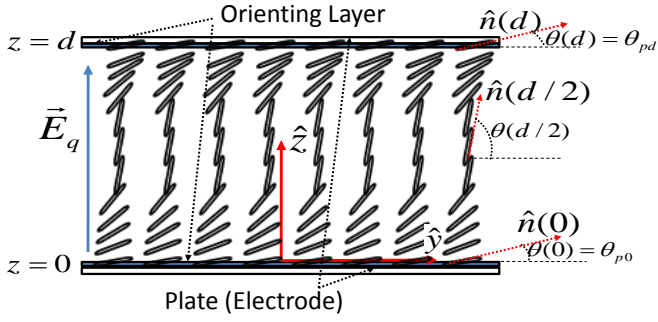 Orienting Layer
z = d
n̂(d)
θ(d) = θ_pd
n̂(d / 2)
E⃗_q
θ(d/2)
ẑ
n̂(0)
ŷ
z = 0
θ(0) = θ_p0
Plate (Electrode)